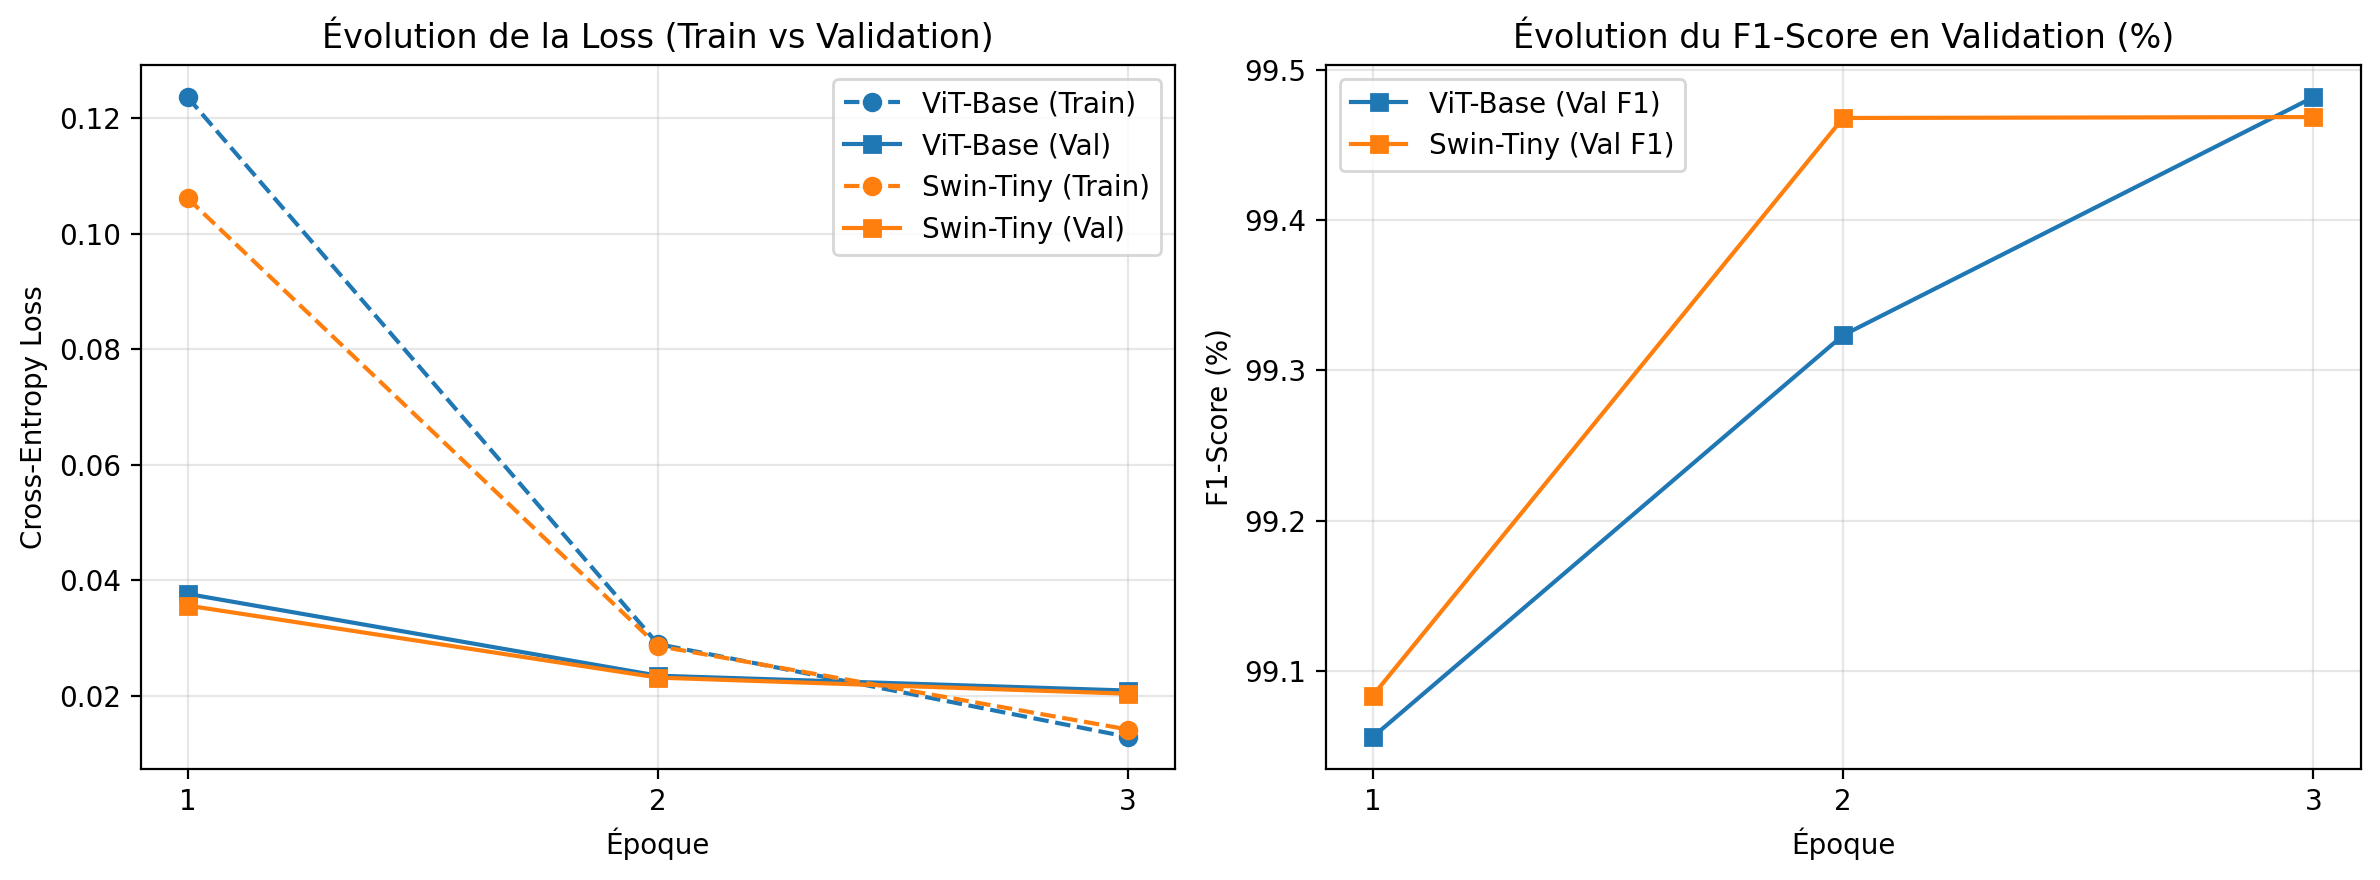 Évolution de la Loss (Train vs Validation)
Cross-Entropy Loss
0.12
0.10
0.08
0.06
0.04
0.02
ViT-Base (Train)
ViT-Base (Val)
Swin-Tiny (Train)
Swin-Tiny (Val)
1 2 3
Époque
Évolution du F1-Score en Validation (%)
F1-Score (%)
99.5
99.4
99.3
99.2
99.1
ViT-Base (Val F1)
Swin-Tiny (Val F1)
1 2 3
Époque